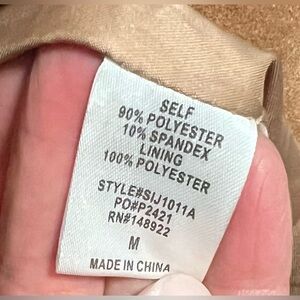 SELF
90% POLYESTER
10% SPANDEX
LINING
100% POLYESTER
STYLE#SIJ1011A
PO#P2421
RN#148922
M
MADE IN CHINA